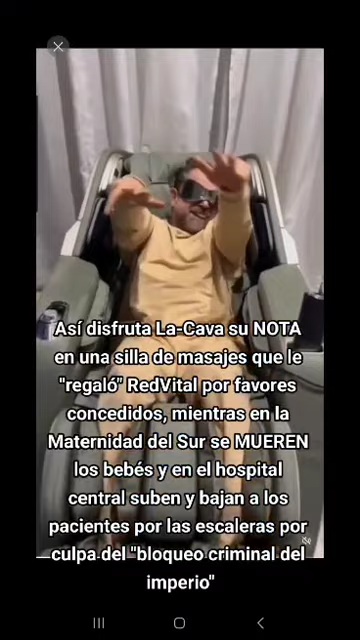 Así disfruta La-Cava su NOTA
en una silla de masajes que le
"regaló" RedVital por favores
concedidos, mientras en la
Maternidad del Sur se MUEREN
los bebés y en el hospital
central suben y bajan a los
pacientes por las escaleras por
culpa del "bloqueo criminal del
imperio"